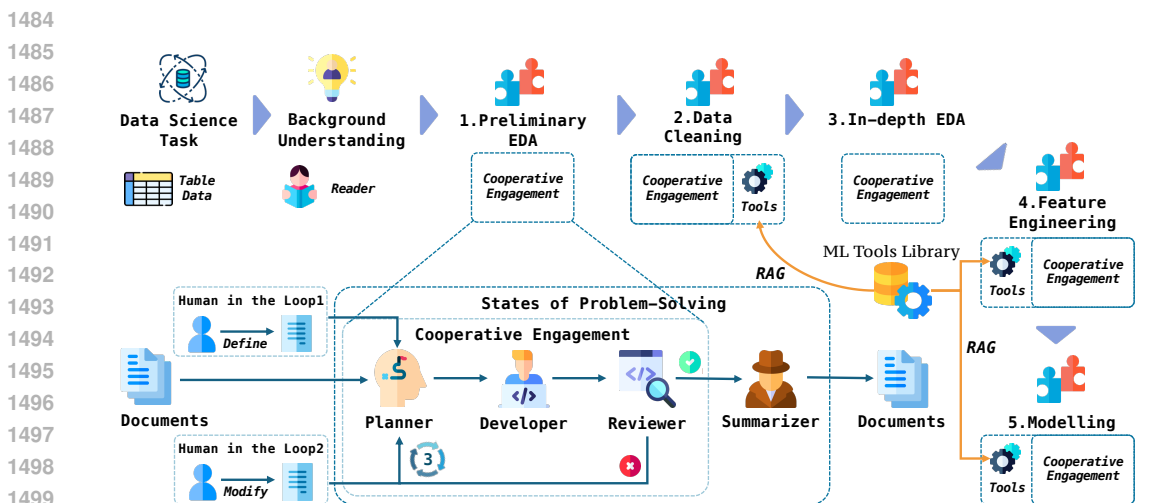 1484
1485
1486
1487
1488
1489
1490
1491
1492
1493
1494
1495
1496
1497
1498
1499
Data Science
Task
Table
Data
Background
Understanding
Reader
1.Preliminary
EDA
Cooperative
Engagement
2.Data
Cleaning
Cooperative
Engagement
Tools
3.In-depth EDA
Cooperative
Engagement
4.Feature
Engineering
Tools
Cooperative
Engagement
ML Tools Library
RAG
RAG
5.Modelling
Tools
Cooperative
Engagement
States of Problem-Solving
Cooperative Engagement
Human in the Loop1
Define
Documents
Planner
Developer
</>
Reviewer
</>
Summarizer
Documents
Human in the Loop2
Modify
3